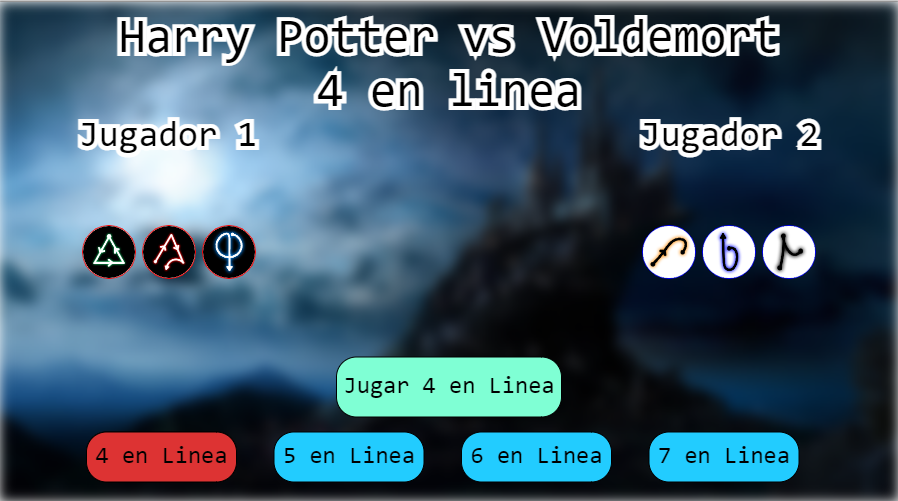 Harry Potter vs Voldemort
4 en linea
Jugador 1
Jugador 2
Jugar 4 en Linea
4 en Linea
5 en Linea
6 en Linea
7 en Linea